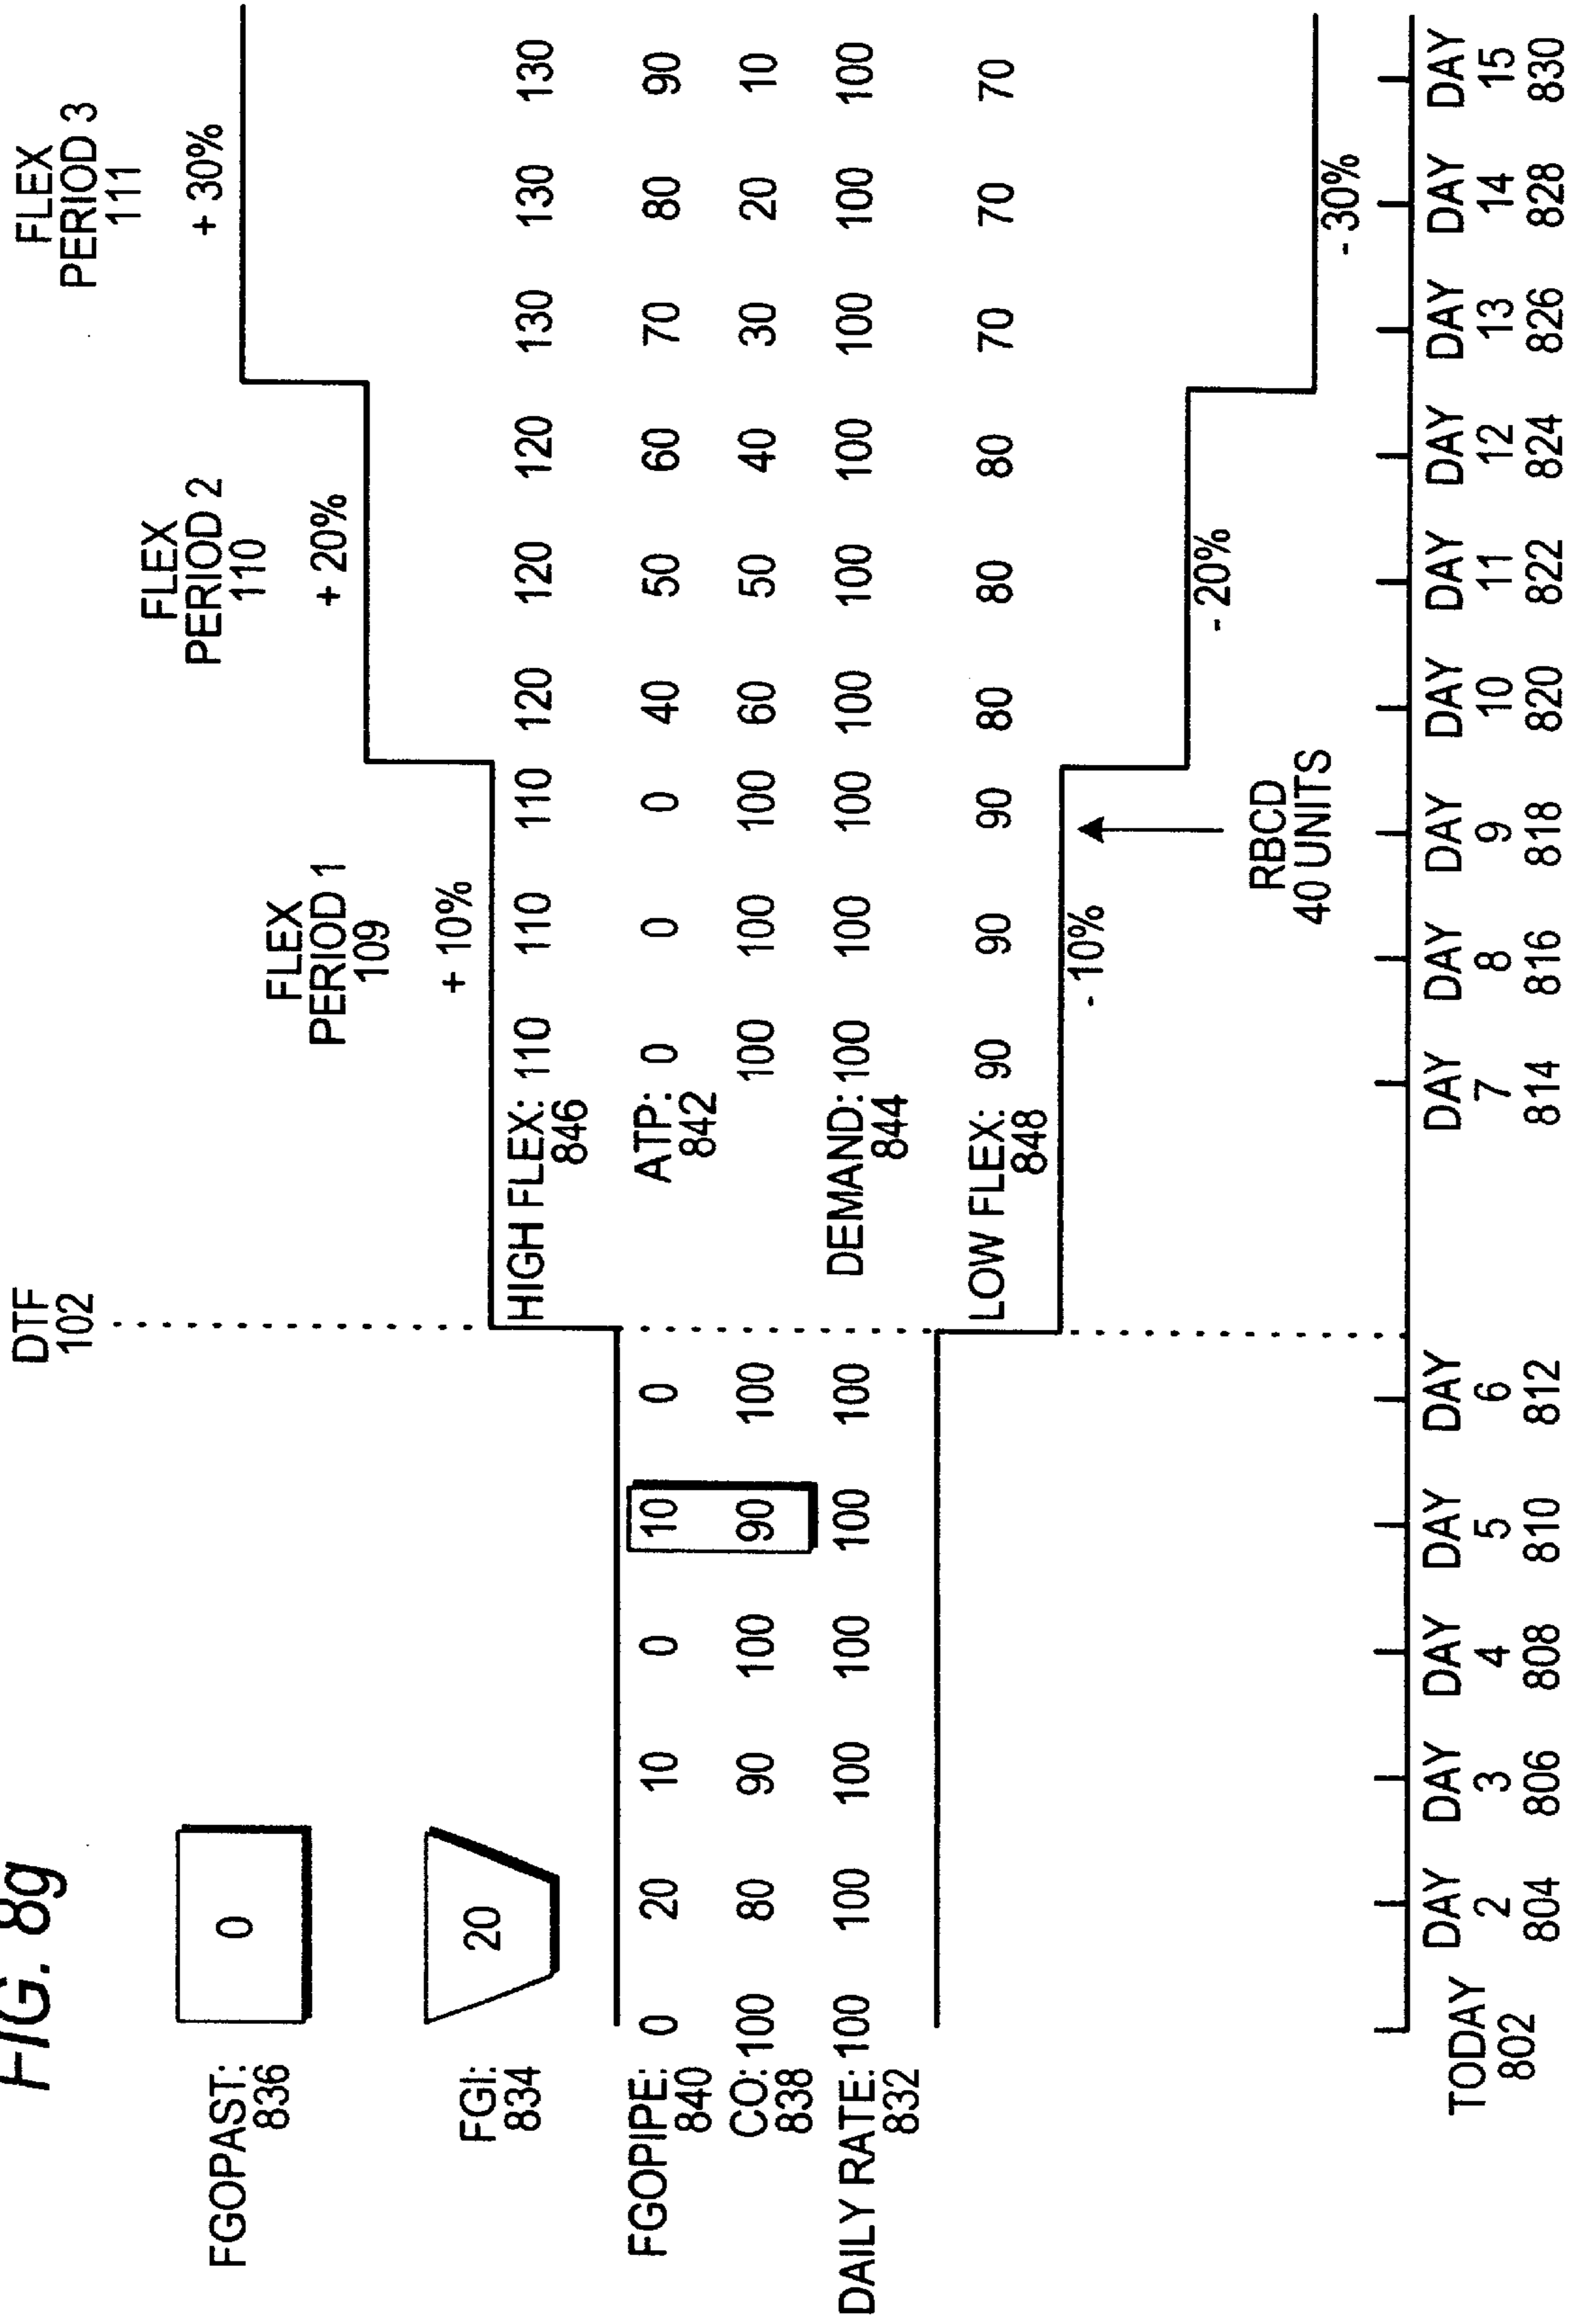 FIG. 8g
DTF
102
FLEX
PERIOD 3
111
+ 30%
FLEX
PERIOD 2
110
+ 20%
FLEX
PERIOD 1
109
+ 10%
FGOPAST:
836
0
FGI:
834
20
HIGH FLEX: 110 110 110 120 120 120 130 130 130
846
FGOPIPE: 0 20 10 0 10 0
840
ATP: 0 0 0 40 50 60 70 80 90
842
CO: 100 80 90 100 90 100 100 100 100 60 50 40 30 20 10
838
DAILY RATE: 100 100 100 100 100 100
832
DEMAND: 100 100 100 100 100 100 100 100 100
844
LOW FLEX: 90 90 90 80 80 80 70 70 70
848
- 10%
- 20%
- 30%
RBCD
40 UNITS
TODAY
802
DAY
2
804
DAY
3
806
DAY
4
808
DAY
5
810
DAY
6
812
DAY
7
814
DAY
8
816
DAY
9
818
DAY
10
820
DAY
11
822
DAY
12
824
DAY
13
826
DAY
14
828
DAY
15
830